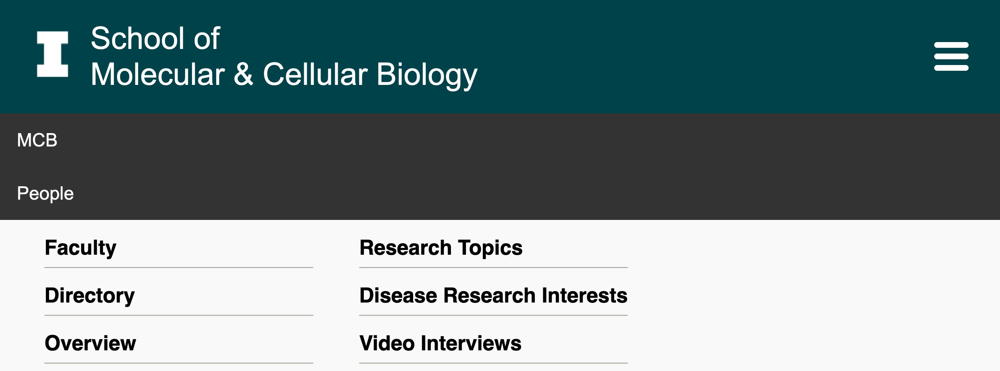 I
School of
Molecular & Cellular Biology
MCB
People
Faculty
Research Topics
Directory
Disease Research Interests
Overview
Video Interviews